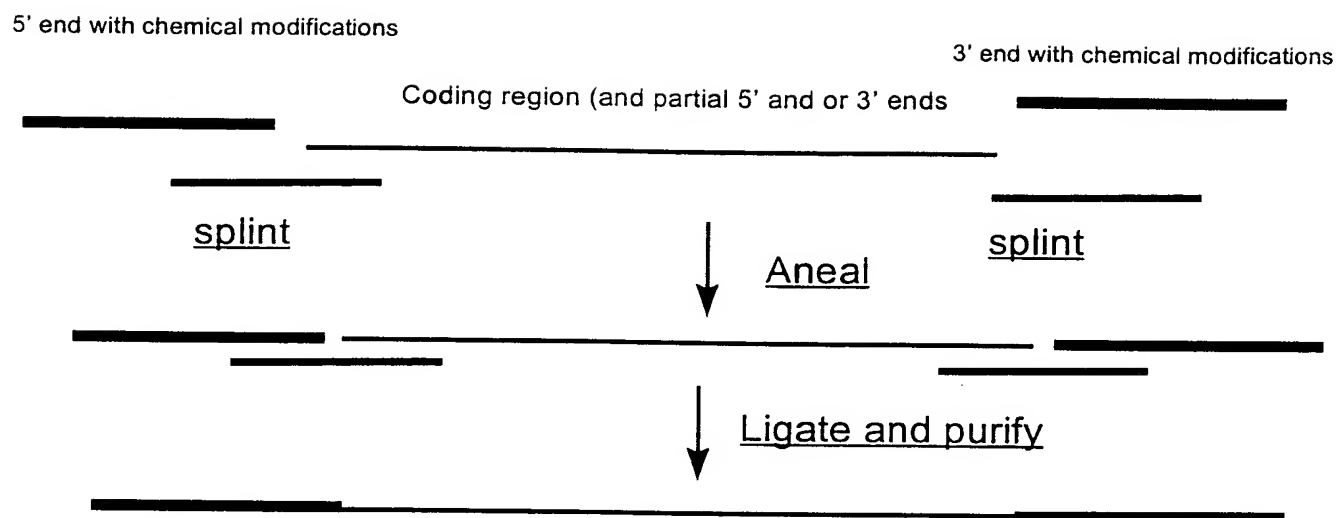 5' end with chemical modifications
3' end with chemical modifications
Coding region (and partial 5' and or 3' ends
splint
splint
Aneal
Ligate and purify